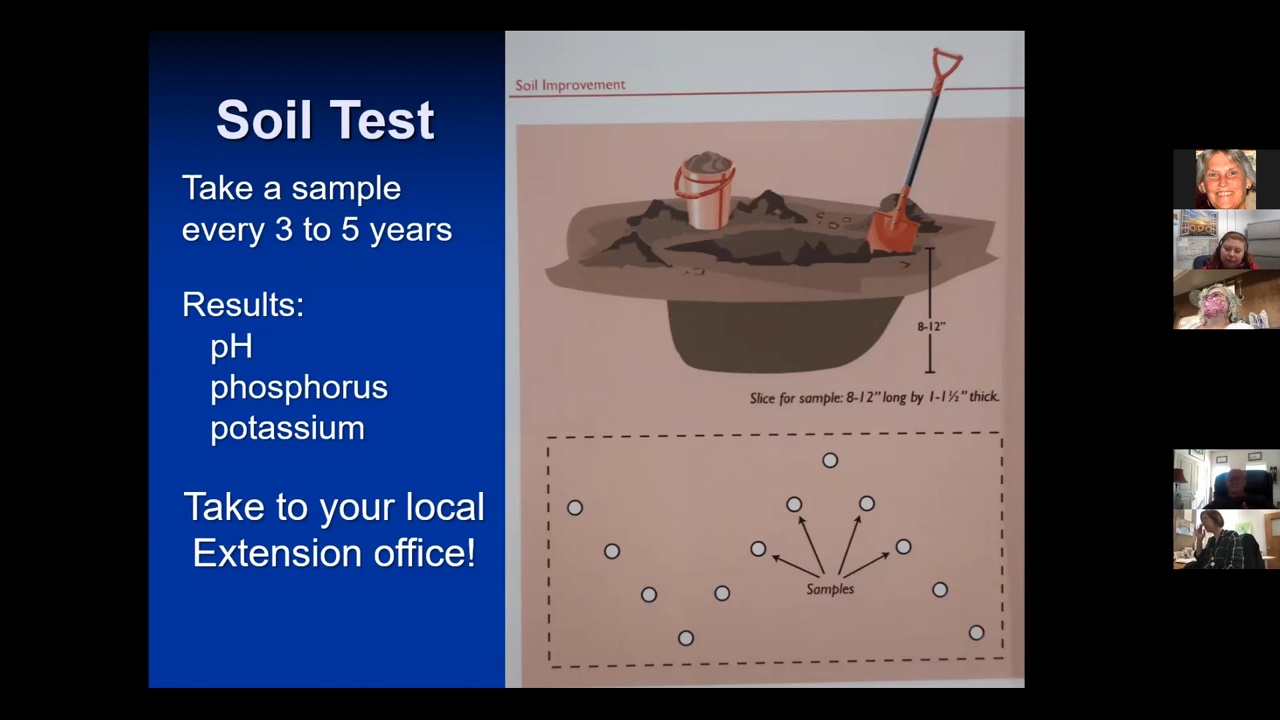 Soil Test
Take a sample
every 3 to 5 years
Results:
pH
phosphorus
potassium
Take to your local
Extension office!
Soil Improvement
8-12"
Slice for sample: 8-12" long by 1-1½" thick.
Samples